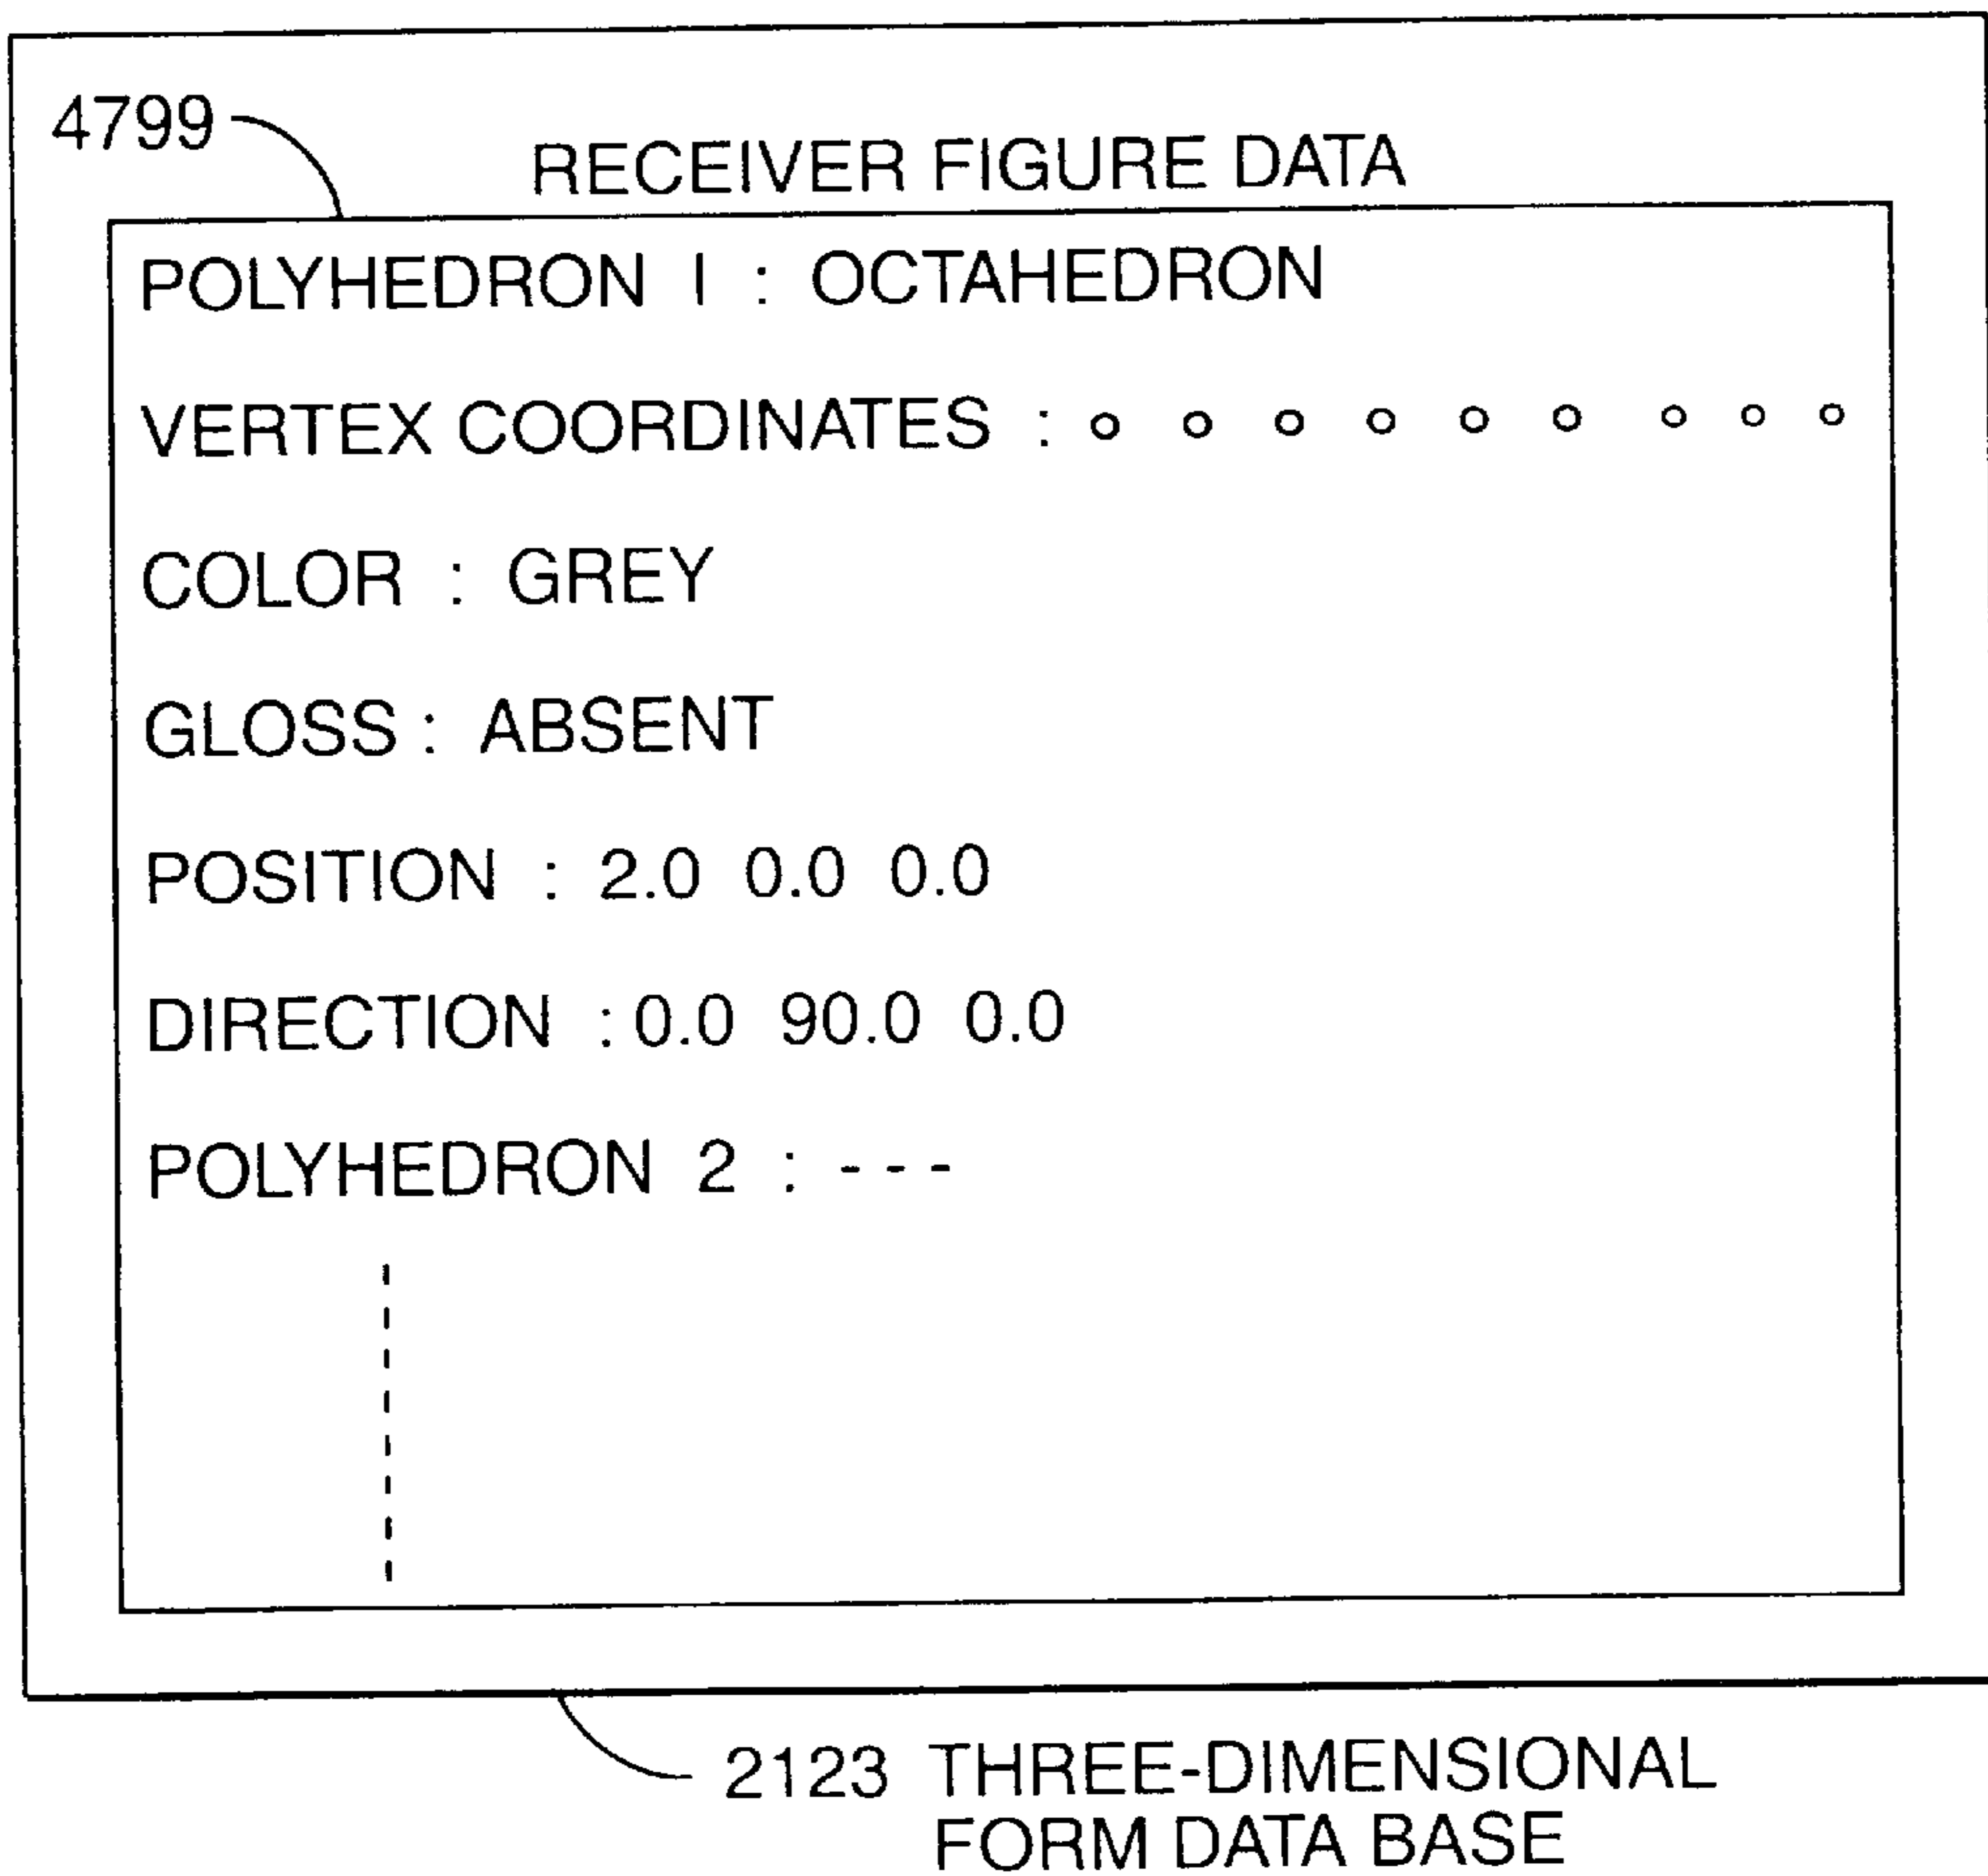 4799
RECEIVER FIGURE DATA
POLYHEDRON 1 : OCTAHEDRON
VERTEX COORDINATES : o o o o o o o o o
COLOR : GREY
GLOSS : ABSENT
POSITION : 2.0 0.0 0.0
DIRECTION : 0.0 90.0 0.0
POLYHEDRON 2 : ---
2123 THREE-DIMENSIONAL
FORM DATA BASE